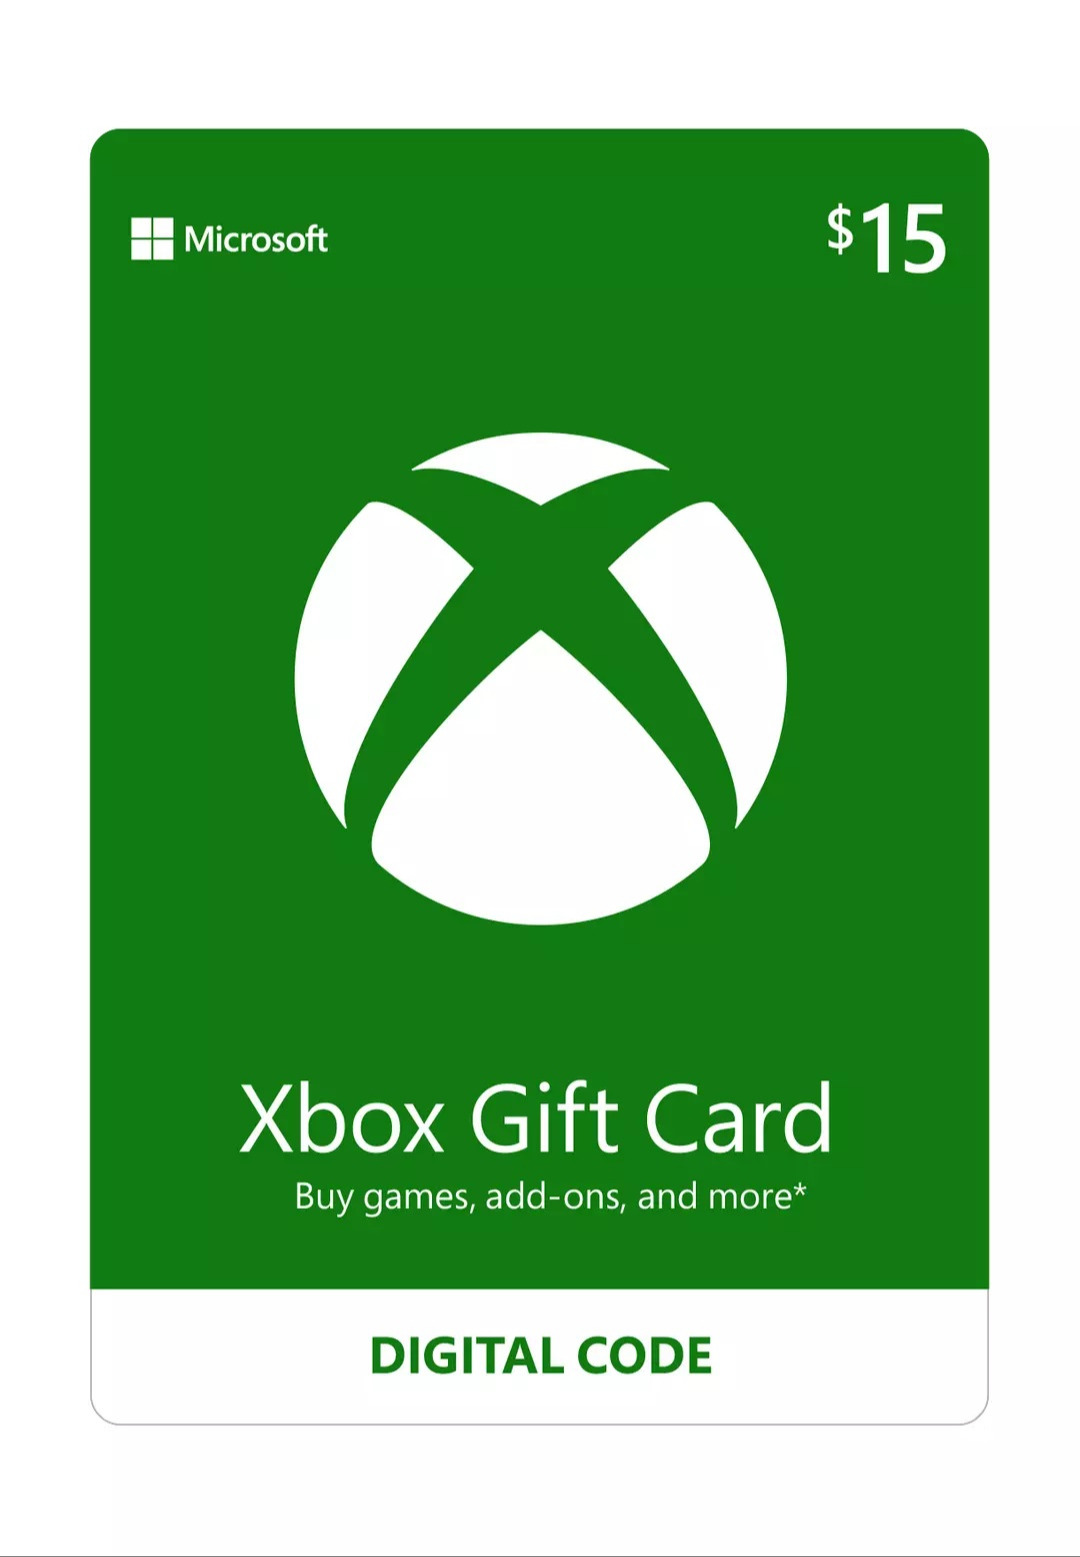 Microsoft
$15
Xbox Gift Card
Buy games, add-ons, and more*
DIGITAL CODE